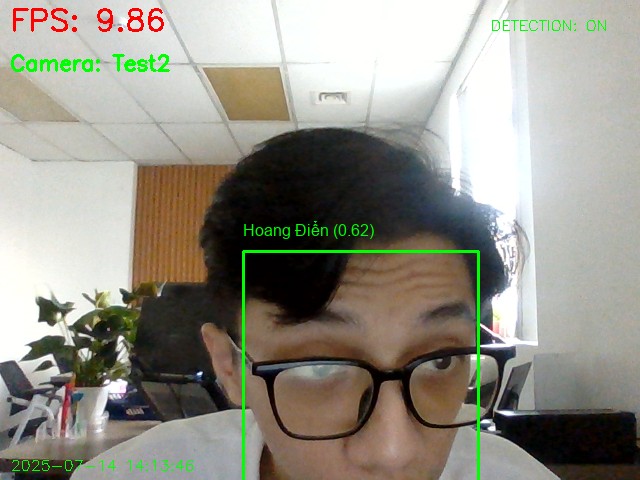 FPS: 9.86
DETECTION: ON
Camera: Test2
Hoang Điển (0.62)
2025-07-14 14:13:46